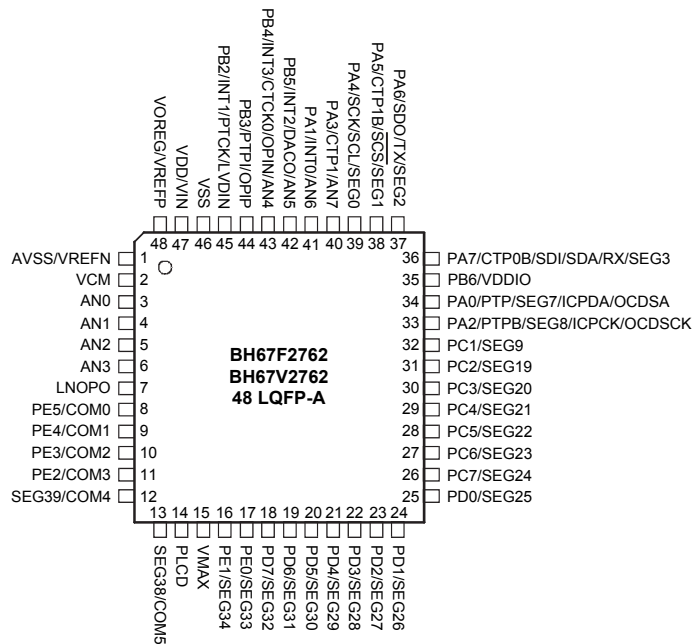 VOREG/VREFP
VDD/VIN
VSS
PB2/INT1/PTCK/LVDIN
PB3/PTPI/OPIP
PB4/INT3/CTCK0/OPIN/AN4
PB5/INT2/DACO/AN5
PA1/INT0/AN6
PA3/CTP1/AN7
PA4/SCK/SCL/SEG0
PA5/CTP1B/SCS/SEG1
PA6/SDO/TX/SEG2
48 47 46 45 44 43 42 41 40 39 38 37
AVSS/VREFN 1
VCM 2
AN0 3
AN1 4
AN2 5
AN3 6
LNOPO 7
PE5/COM0 8
PE4/COM1 9
PE3/COM2 10
PE2/COM3 11
SEG39/COM4 12
BH67F2762
BH67V2762
48 LQFP-A
36 PA7/CTP0B/SDI/SDA/RX/SEG3
35 PB6/VDDIO
34 PA0/PTP/SEG7/ICPDA/OCDSA
33 PA2/PTPB/SEG8/ICPCK/OCDSCK
32 PC1/SEG9
31 PC2/SEG19
30 PC3/SEG20
29 PC4/SEG21
28 PC5/SEG22
27 PC6/SEG23
26 PC7/SEG24
25 PD0/SEG25
13 14 15 16 17 18 19 20 21 22 23 24
SEG38/COM5
PLCD
VMAX
PE1/SEG34
PE0/SEG33
PD7/SEG32
PD6/SEG31
PD5/SEG30
PD4/SEG29
PD3/SEG28
PD2/SEG27
PD1/SEG26